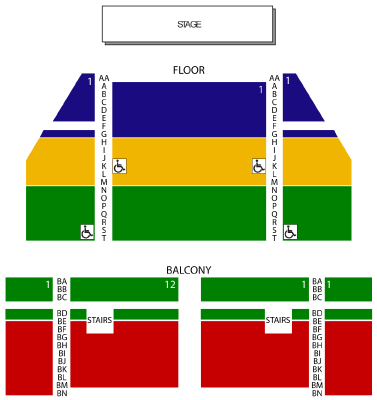 STAGE
FLOOR
1 AA 1 AA 1
A A
B B
C C
D D
E E
F F
G G
H H
I I
J J
K K
L L
M M
N N
O O
P P
Q Q
R R
S S
T T
BALCONY
1 BA 12 1 BA 1
BB BB
BC BC
BD BD
BE STAIRS STAIRS BE
BF BF
BG BG
BH BH
BI BI
BJ BJ
BK BK
BL BL
BM BM
BN BN